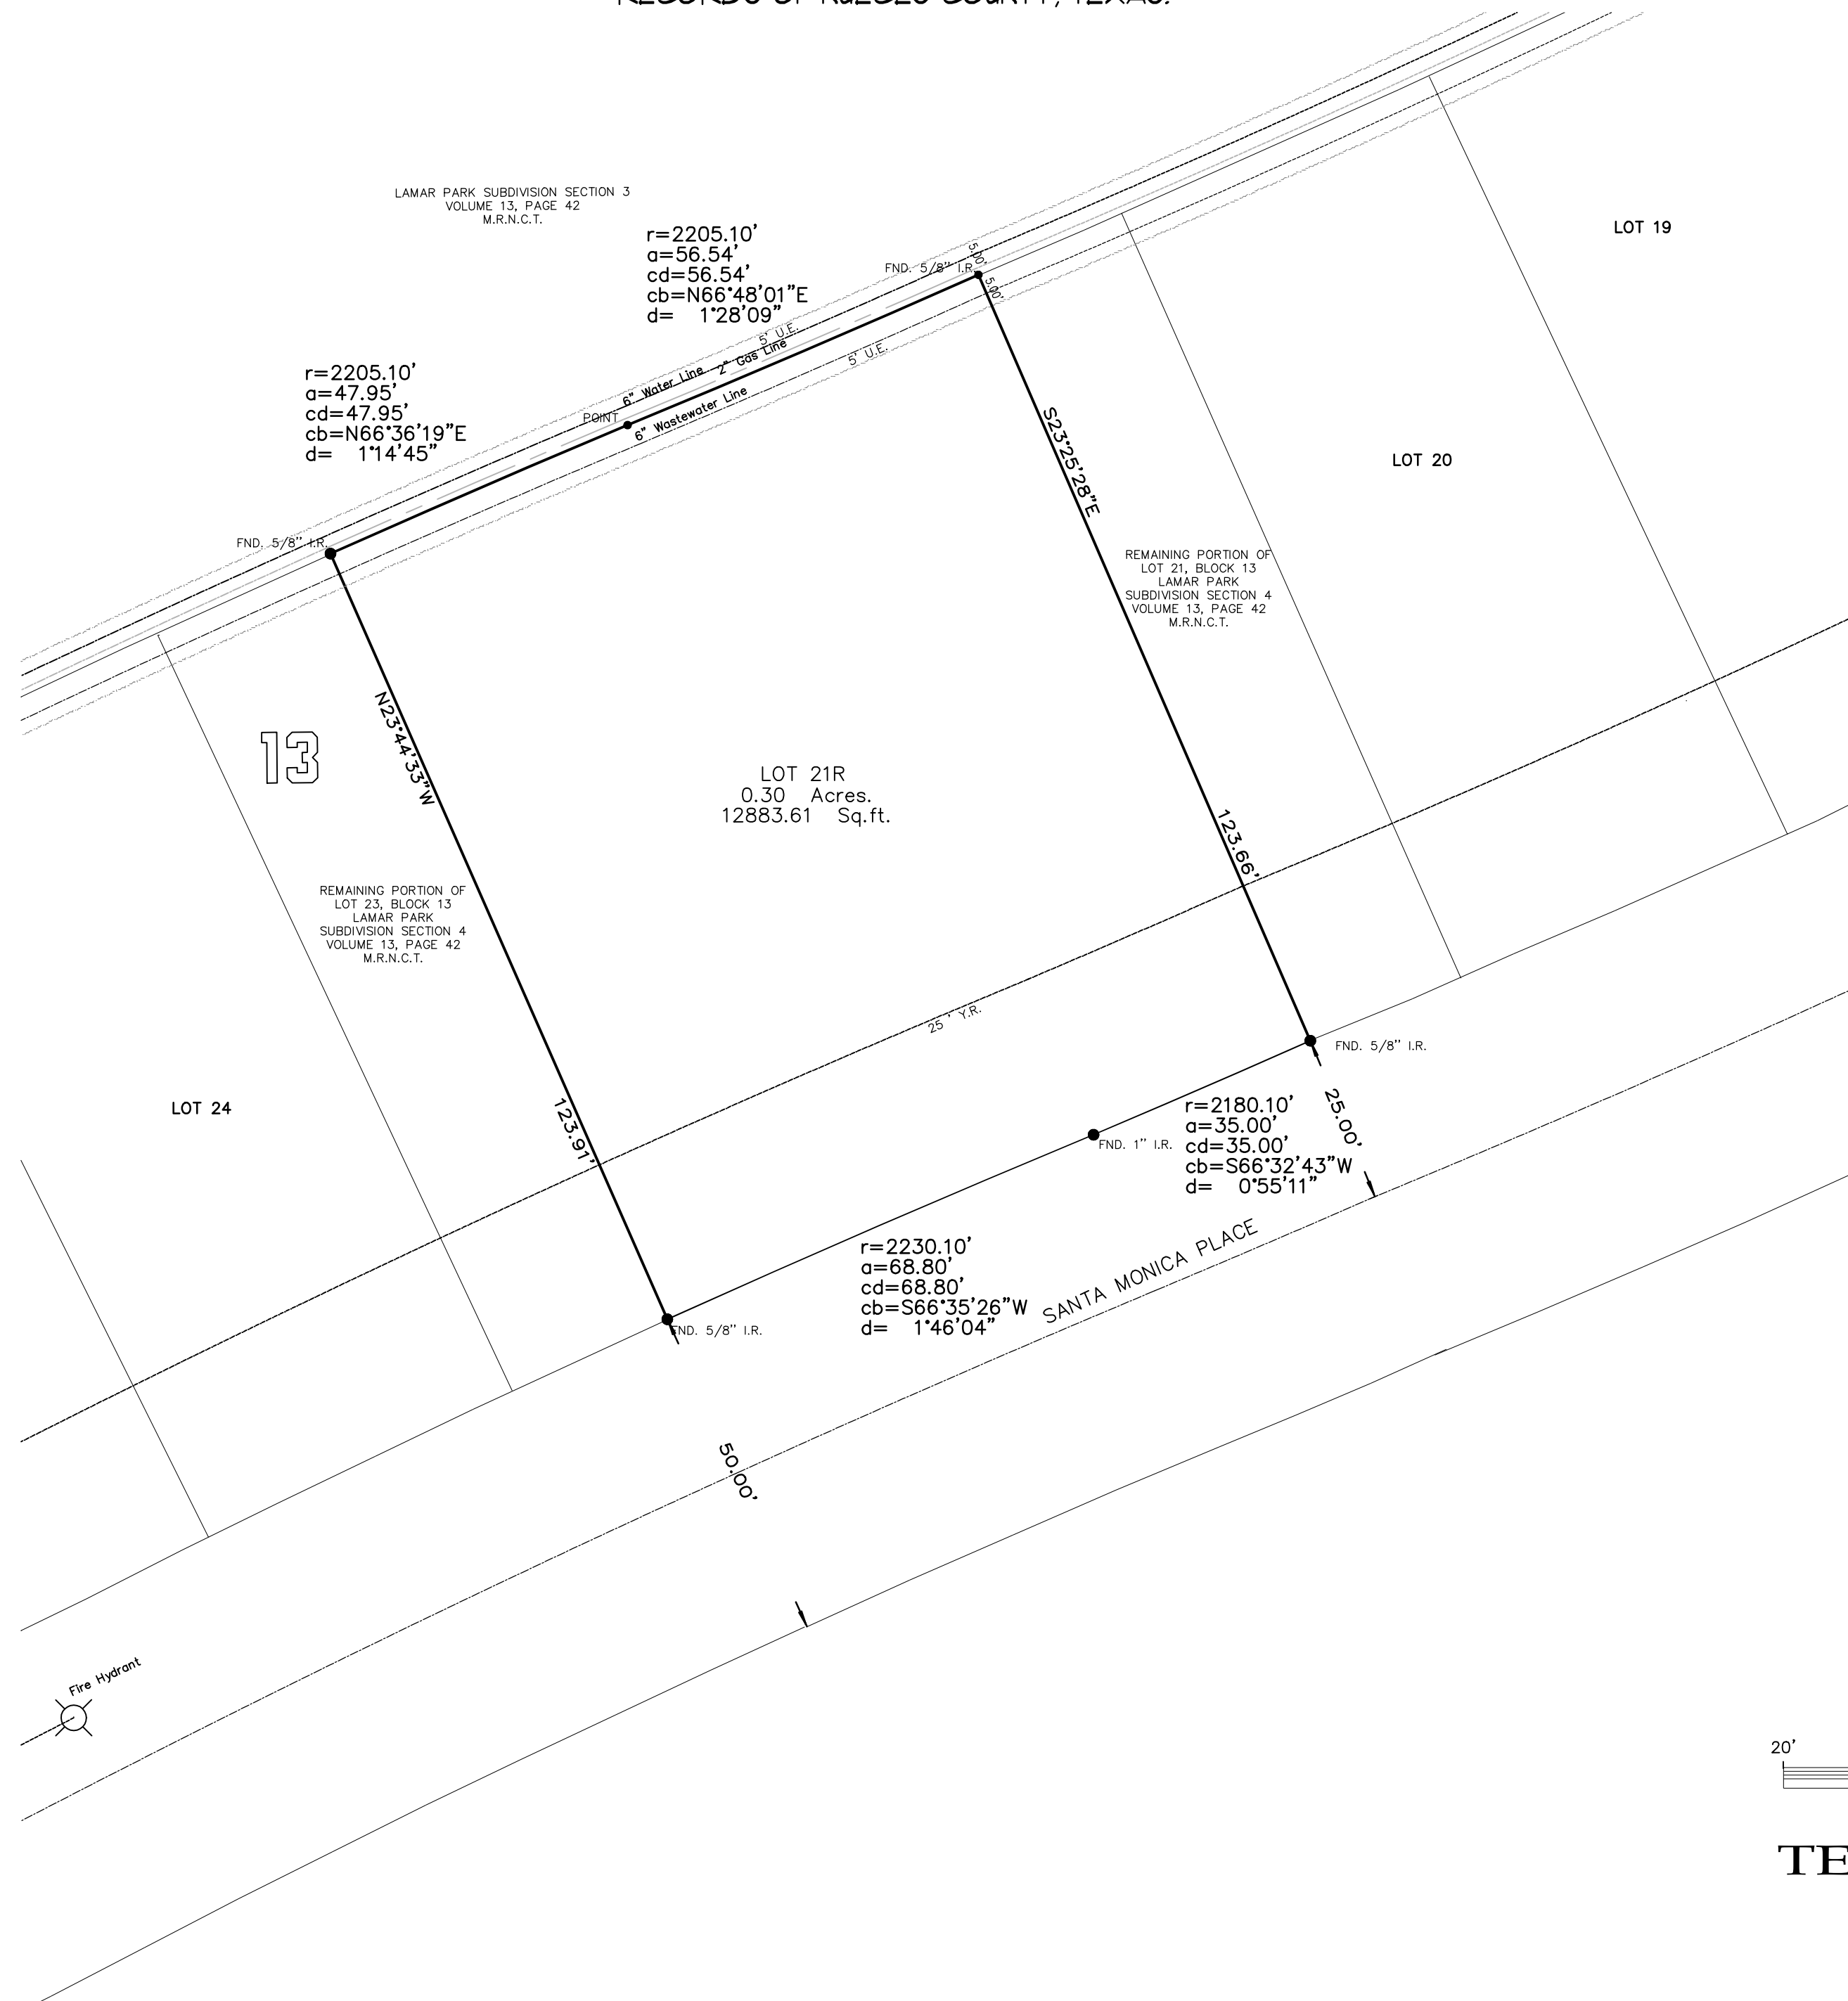 RECORDS OF NUECES COUNTY, TEXAS.
LAMAR PARK SUBDIVISION SECTION 3
VOLUME 13, PAGE 42
M.R.N.C.T.
r=2205.10'
a=56.54'
cd=56.54'
cb=N66°48'01"E
d= 1°28'09"
FND. 5/8" I.R.
5.00'
5.00'
LOT 19
5' U.E.
2" Gas Line
6" Water Line
5' U.E.
6" Wastewater Line
POINT
r=2205.10'
a=47.95'
cd=47.95'
cb=N66°36'19"E
d= 1°14'45"
FND. 5/8" I.R.
S23°25'28"E
LOT 20
REMAINING PORTION OF
LOT 21, BLOCK 13
LAMAR PARK
SUBDIVISION SECTION 4
VOLUME 13, PAGE 42
M.R.N.C.T.
13
N23°44'33"W
LOT 21R
0.30 Acres.
12883.61 Sq.ft.
123.66'
REMAINING PORTION OF
LOT 23, BLOCK 13
LAMAR PARK
SUBDIVISION SECTION 4
VOLUME 13, PAGE 42
M.R.N.C.T.
25 ' Y.R.
FND. 5/8" I.R.
LOT 24
123.91'
25.00'
FND. 1" I.R.
r=2180.10'
a=35.00'
cd=35.00'
cb=S66°32'43"W
d= 0°55'11"
r=2230.10'
a=68.80'
cd=68.80'
cb=S66°35'26"W
d= 1°46'04"
SANTA MONICA PLACE
FND. 5/8" I.R.
50.00'
Fire Hydrant
20'
TE